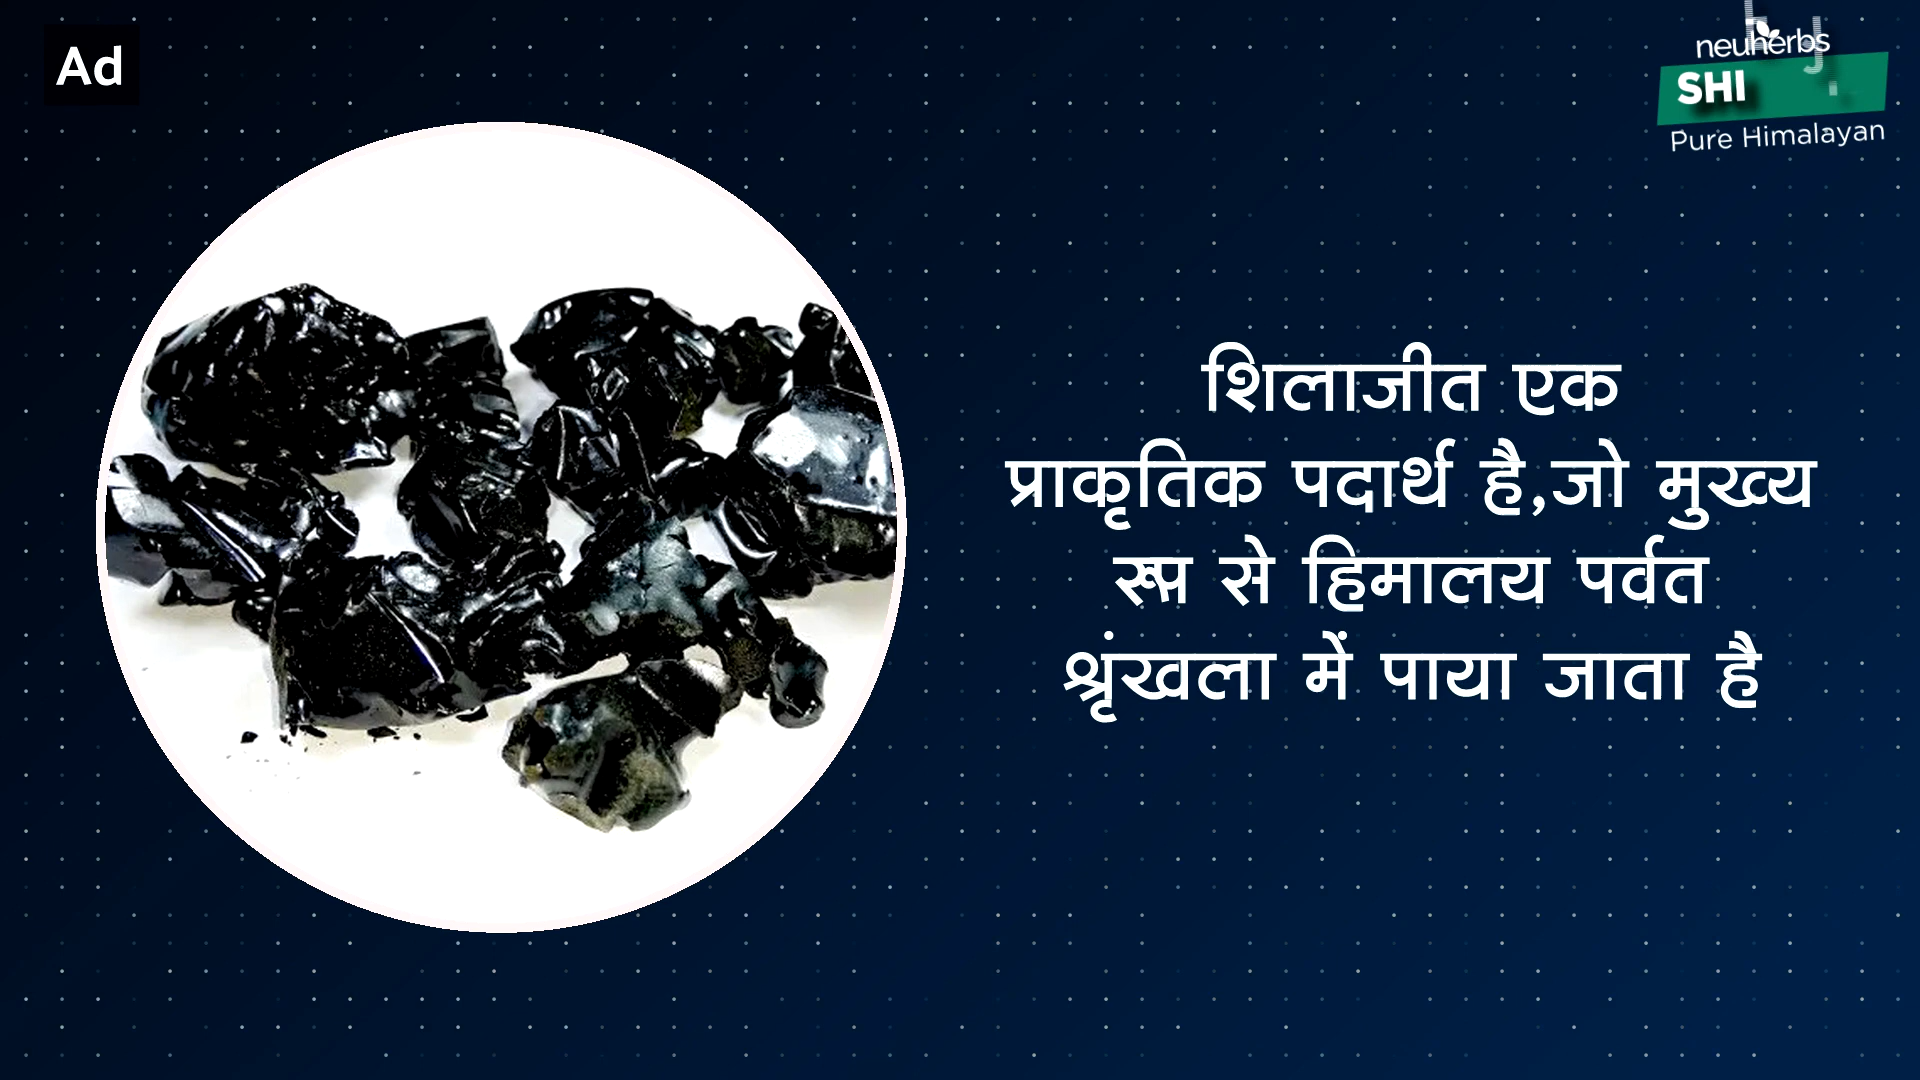 Ad
neuherbs
SHI
Pure Himalayan
शिलाजीत एक
प्राकृतिक पदार्थ है,जो मुख्य
रूप से हिमालय पर्वत
श्रृंखला में पाया जाता है